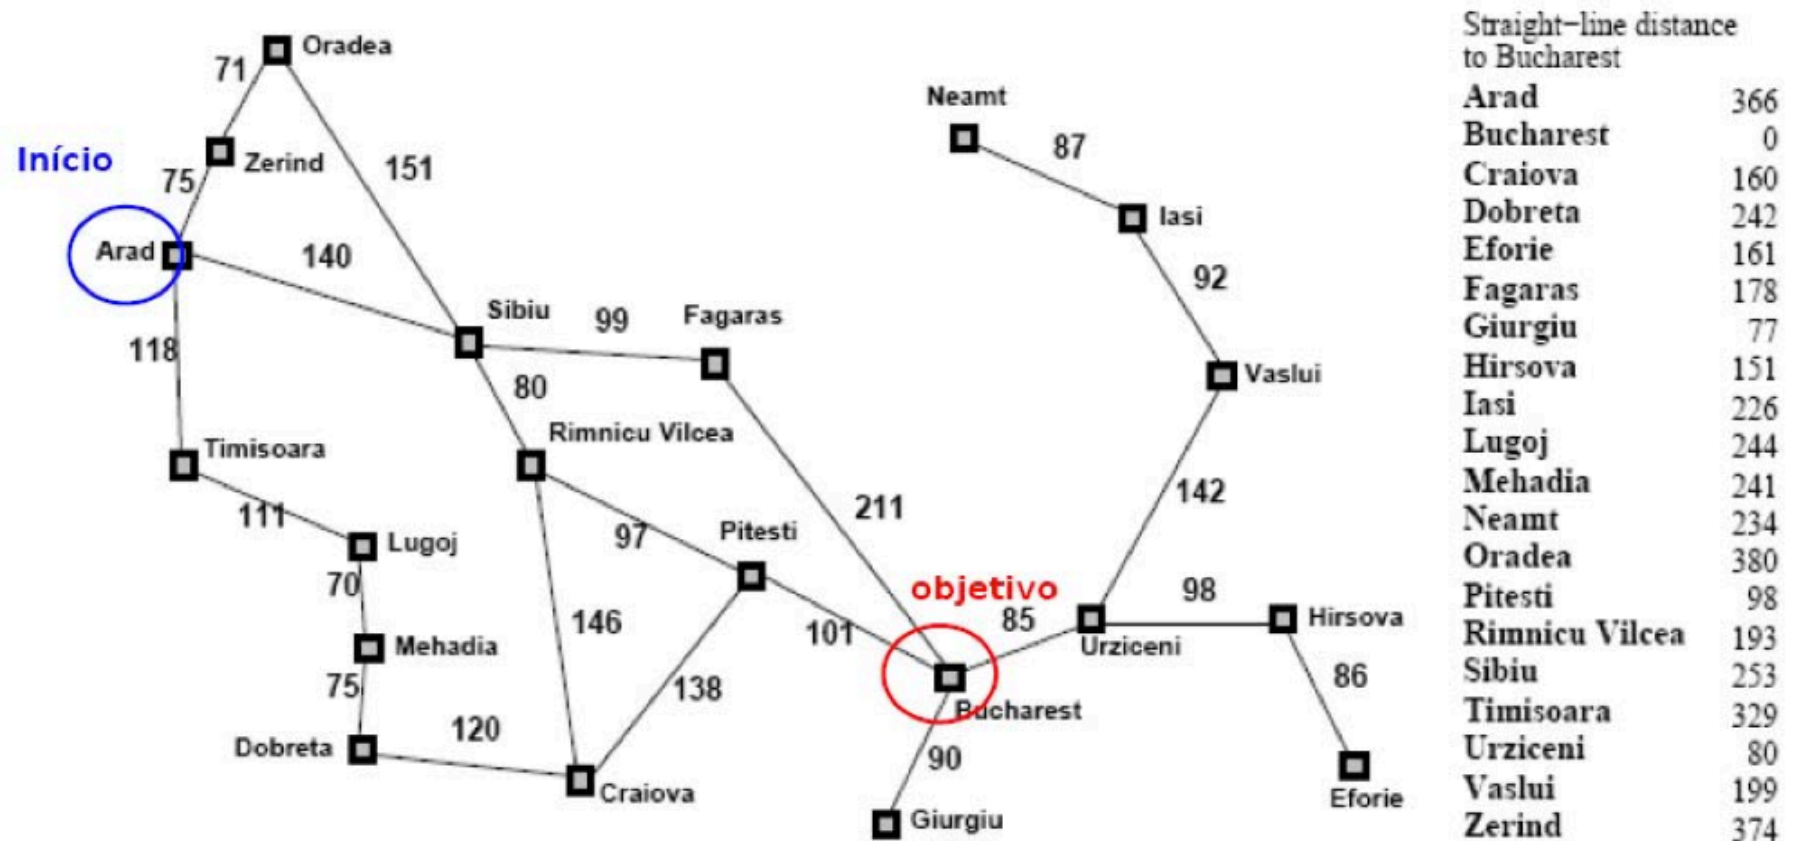 Oradea
71
Neamt
87
Início
Zerind
151
75
Iasi
Arad
140
92
Sibiu
99
Fagaras
118
80
Vaslui
Timisoara
Rimnicu Vilcea
142
111
211
Lugoj
97
Pitesti
70
objetivo
98
85
Hirsova
146
101
Urziceni
Mehadia
86
75
138
Bucharest
120
90
Dobreta
Craiova
Giurgiu
Eforie
Straight-line distance
to Bucharest
Arad 366
Bucharest 0
Craiova 160
Dobreta 242
Eforie 161
Fagaras 178
Giurgiu 77
Hirsova 151
Iasi 226
Lugoj 244
Mehadia 241
Neamt 234
Oradea 380
Pitesti 98
Rimnicu Vilcea 193
Sibiu 253
Timisoara 329
Urziceni 80
Vaslui 199
Zerind 374